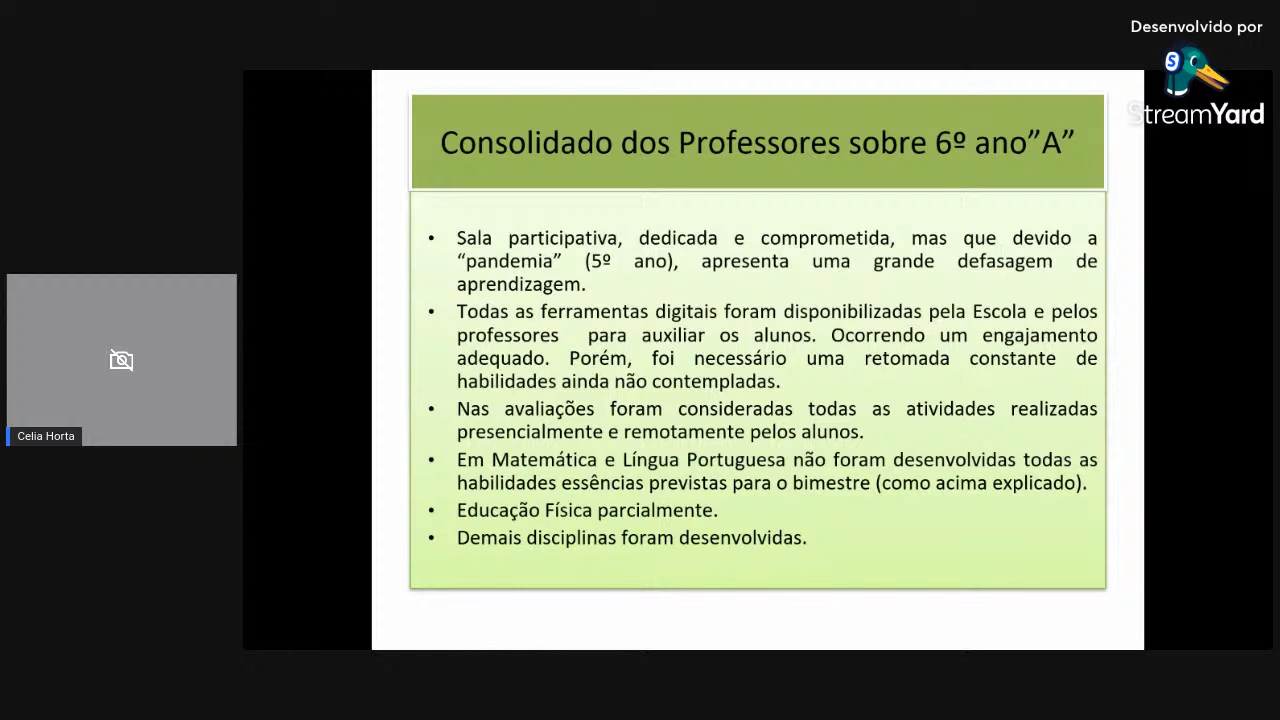 Desenvolvido por
StreamYard
Consolidado dos Professores sobre 6º ano”A”
• Sala participativa, dedicada e comprometida, mas que devido a
“pandemia” (5º ano), apresenta uma grande defasagem de
aprendizagem.
• Todas as ferramentas digitais foram disponibilizadas pela Escola e pelos
professores para auxiliar os alunos. Ocorrendo um engajamento
adequado. Porém, foi necessário uma retomada constante de
habilidades ainda não contempladas.
• Nas avaliações foram consideradas todas as atividades realizadas
presencialmente e remotamente pelos alunos.
• Em Matemática e Língua Portuguesa não foram desenvolvidas todas as
habilidades essências previstas para o bimestre (como acima explicado).
• Educação Física parcialmente.
• Demais disciplinas foram desenvolvidas.
Celia Horta